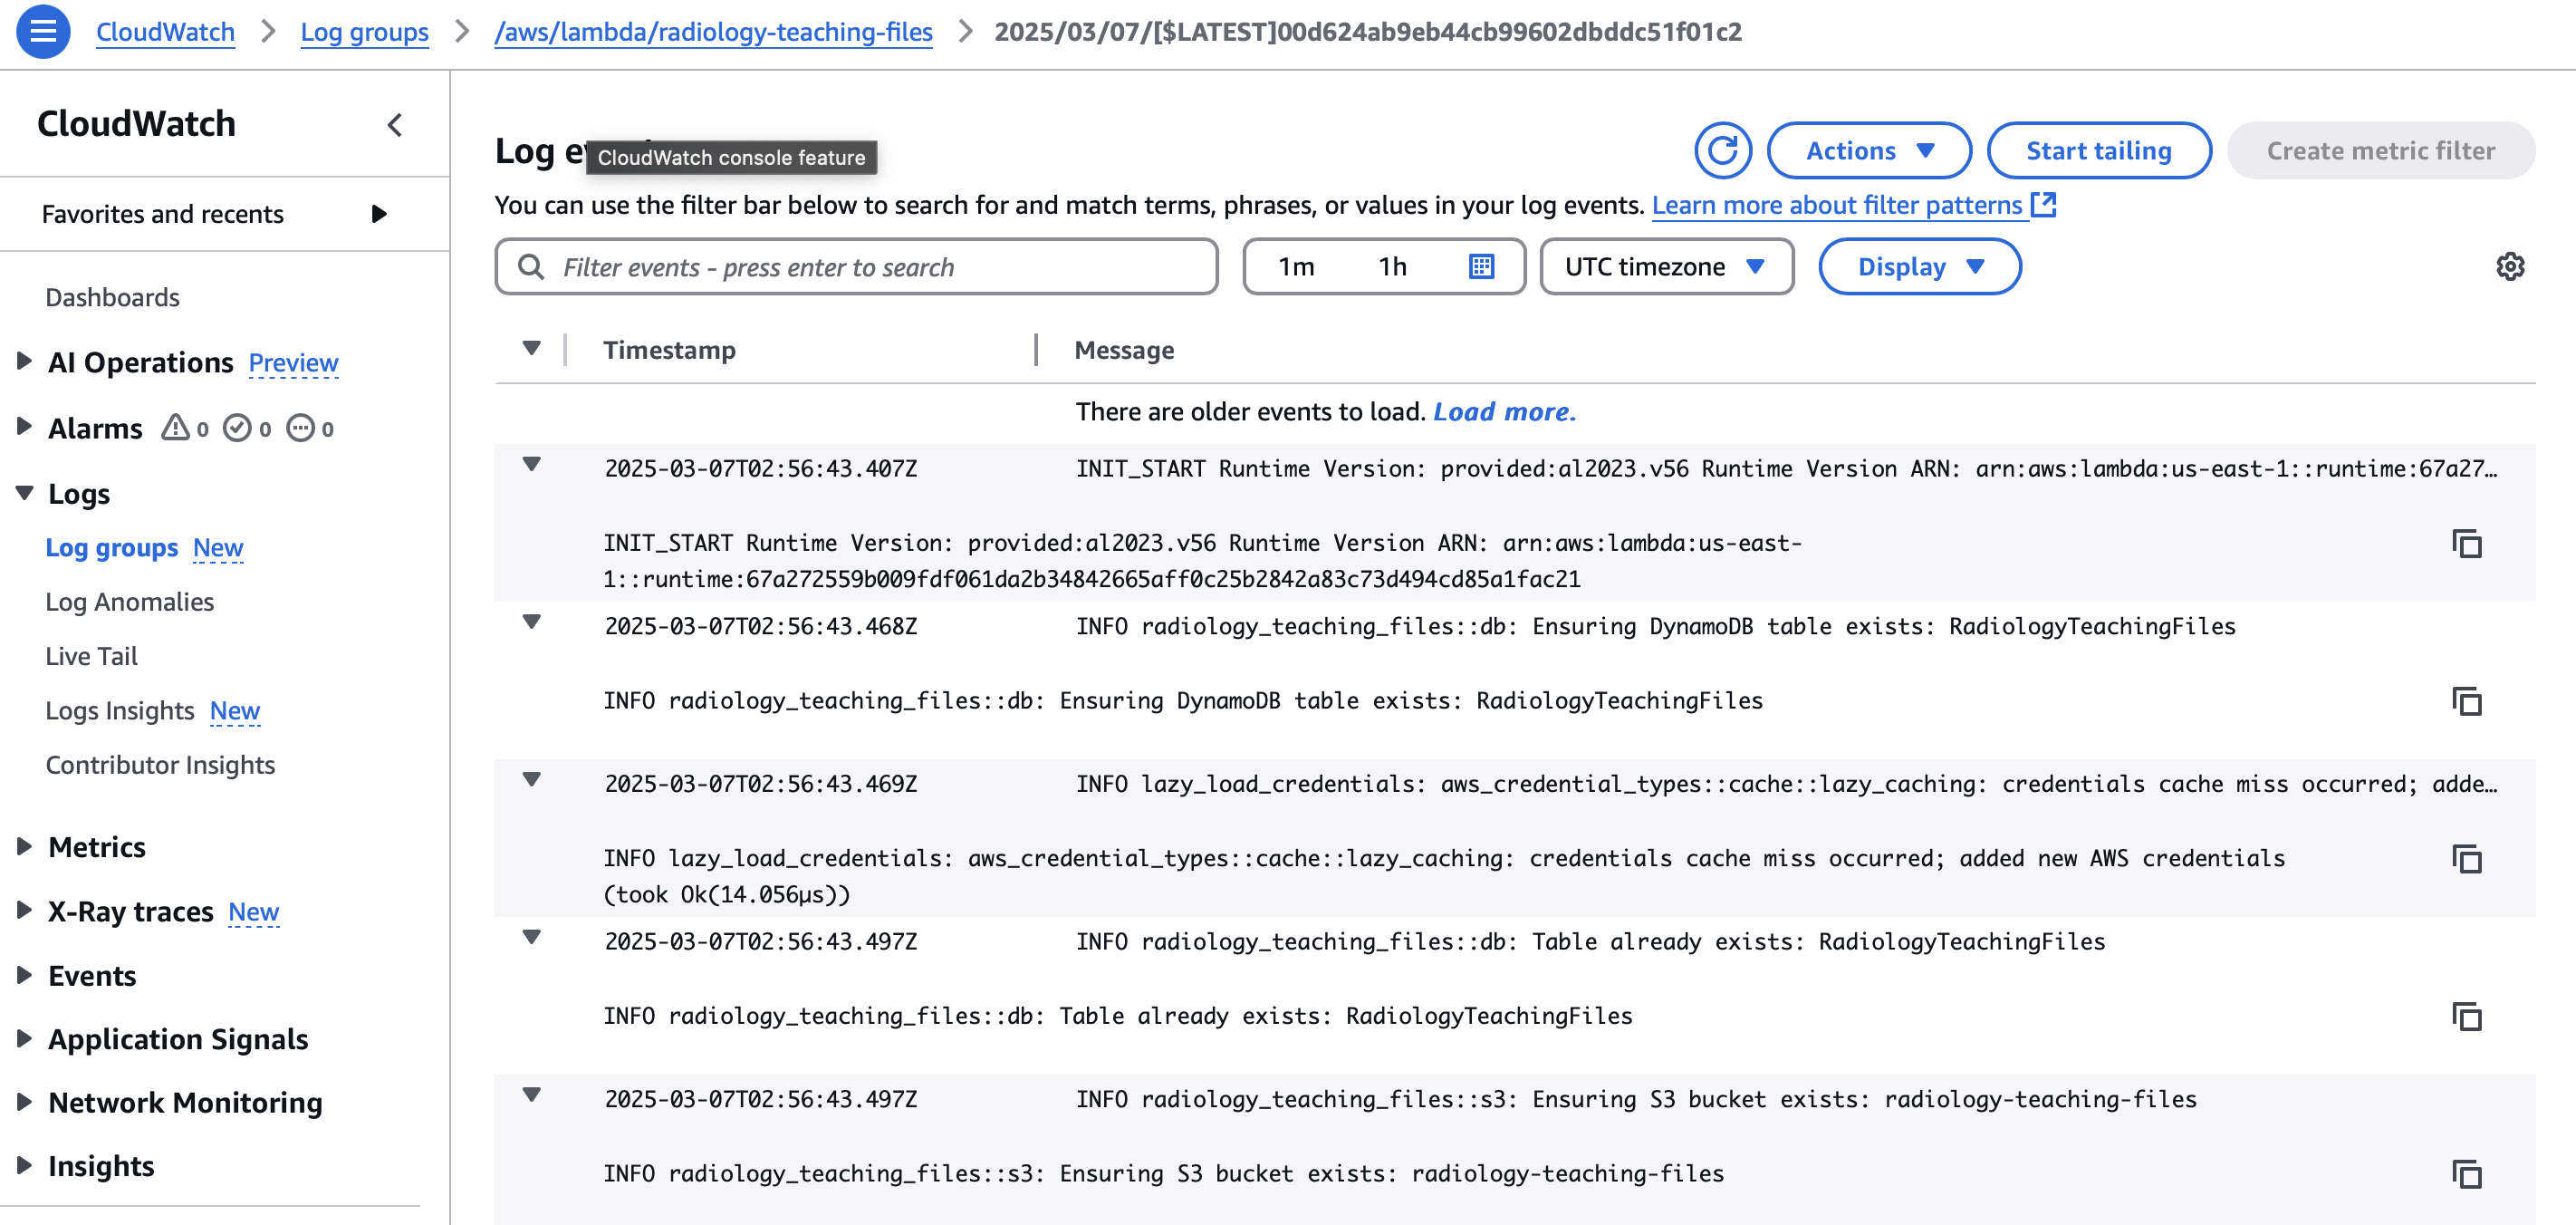 CloudWatch > Log groups > /aws/lambda/radiology-teaching-files > 2025/03/07/[$LATEST]00d624ab9eb44cb99602dbddc51f01c2
CloudWatch
Favorites and recents
Dashboards
AI Operations Preview
Alarms 0 0 0
Logs
Log groups New
Log Anomalies
Live Tail
Logs Insights New
Contributor Insights
Metrics
X-Ray traces New
Events
Application Signals
Network Monitoring
Insights
Log
CloudWatch console feature
Actions
Start tailing
Create metric filter
You can use the filter bar below to search for and match terms, phrases, or values in your log events. Learn more about filter patterns
Filter events - press enter to search
1m 1h
UTC timezone
Display
Timestamp Message
There are older events to load. Load more.
2025-03-07T02:56:43.407Z INIT_START Runtime Version: provided:al2023.v56 Runtime Version ARN: arn:aws:lambda:us-east-1::runtime:67a27…
INIT_START Runtime Version: provided:al2023.v56 Runtime Version ARN: arn:aws:lambda:us-east-
1::runtime:67a272559b009fdf061da2b34842665aff0c25b2842a83c73d494cd85a1fac21
2025-03-07T02:56:43.468Z INFO radiology_teaching_files::db: Ensuring DynamoDB table exists: RadiologyTeachingFiles
INFO radiology_teaching_files::db: Ensuring DynamoDB table exists: RadiologyTeachingFiles
2025-03-07T02:56:43.469Z INFO lazy_load_credentials: aws_credential_types::cache::lazy_caching: credentials cache miss occurred; adde…
INFO lazy_load_credentials: aws_credential_types::cache::lazy_caching: credentials cache miss occurred; added new AWS credentials
(took Ok(14.056µs))
2025-03-07T02:56:43.497Z INFO radiology_teaching_files::db: Table already exists: RadiologyTeachingFiles
INFO radiology_teaching_files::db: Table already exists: RadiologyTeachingFiles
2025-03-07T02:56:43.497Z INFO radiology_teaching_files::s3: Ensuring S3 bucket exists: radiology-teaching-files
INFO radiology_teaching_files::s3: Ensuring S3 bucket exists: radiology-teaching-files